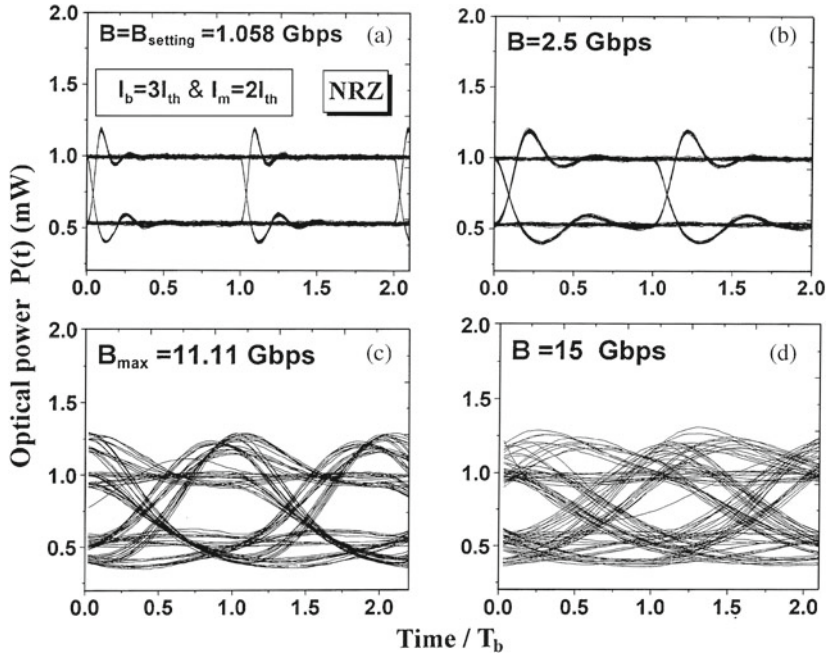 B=B_setting =1.058 Gbps (a)
I_b=3I_th & I_m=2I_th
NRZ
2.0
1.5
1.0
0.5
0.0 0.5 1.0 1.5 2.0
B=2.5 Gbps (b)
2.0
1.5
1.0
0.5
0.0 0.5 1.0 1.5 2.0
Optical power P(t) (mW)
B_max =11.11 Gbps (c)
2.0
1.5
1.0
0.5
0.0 0.5 1.0 1.5 2.0
B =15 Gbps (d)
2.0
1.5
1.0
0.5
0.0 0.5 1.0 1.5 2.0
Time / T_b